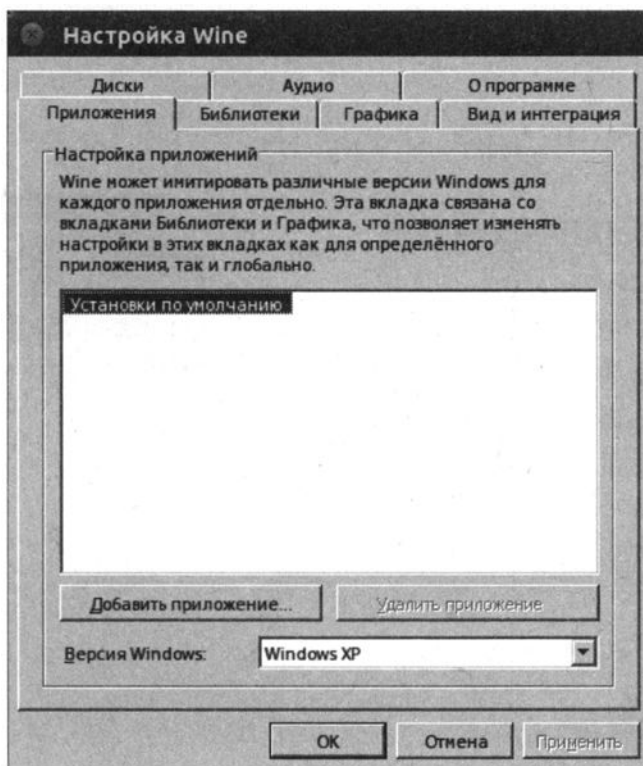 Настройка Wine
Диски Аудио О программе
Приложения Библиотеки Графика Вид и интеграция
Настройка приложений
Wine может имитировать различные версии Windows для
каждого приложения отдельно. Эта вкладка связана со
вкладками Библиотеки и Графика, что позволяет изменять
настройки в этих вкладках как для определённого
приложения, так и глобально.
Установки по умолчанию
Добавить приложение... Удалить приложение
Версия Windows: Windows XP
OK Отмена Применить